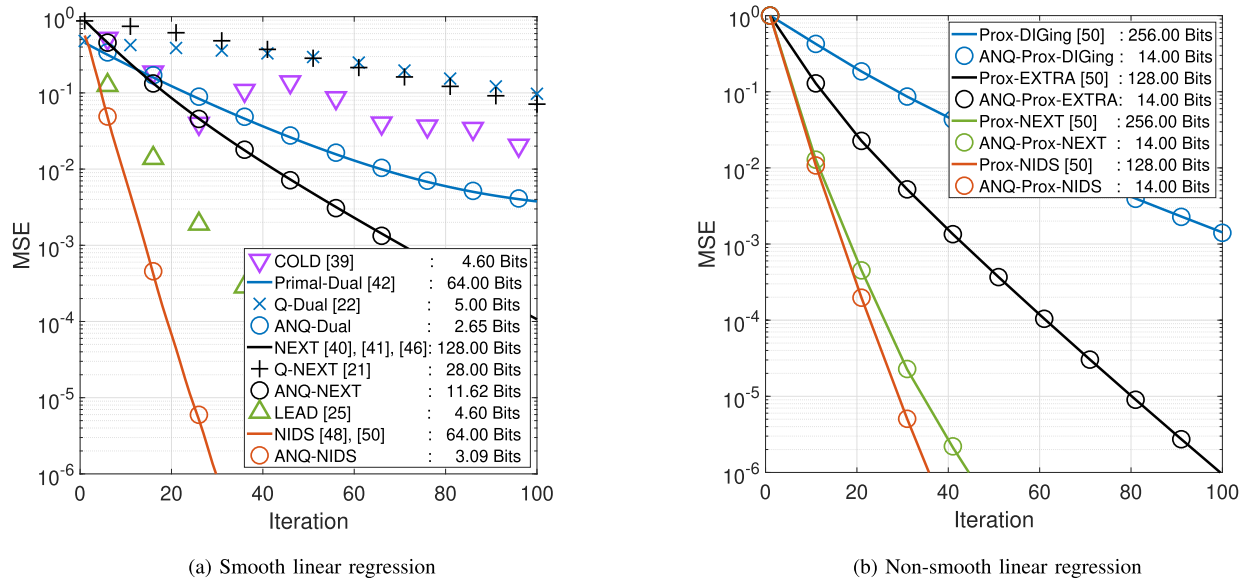 10^0
10^-1
10^-2
10^-3
10^-4
10^-5
10^-6
MSE
0 20 40 60 80 100
Iteration
COLD [39] : 4.60 Bits
Primal-Dual [42] : 64.00 Bits
Q-Dual [22] : 5.00 Bits
ANQ-Dual : 2.65 Bits
NEXT [40], [41], [46]: 128.00 Bits
Q-NEXT [21] : 28.00 Bits
ANQ-NEXT : 11.62 Bits
LEAD [25] : 4.60 Bits
NIDS [48], [50] : 64.00 Bits
ANQ-NIDS : 3.09 Bits
(a) Smooth linear regression
10^0
10^-1
10^-2
10^-3
10^-4
10^-5
10^-6
MSE
0 20 40 60 80 100
Iteration
Prox-DIGing [50] : 256.00 Bits
ANQ-Prox-DIGing : 14.00 Bits
Prox-EXTRA [50] : 128.00 Bits
ANQ-Prox-EXTRA: 14.00 Bits
Prox-NEXT [50] : 256.00 Bits
ANQ-Prox-NEXT : 14.00 Bits
Prox-NIDS [50] : 128.00 Bits
ANQ-Prox-NIDS : 14.00 Bits
(b) Non-smooth linear regression